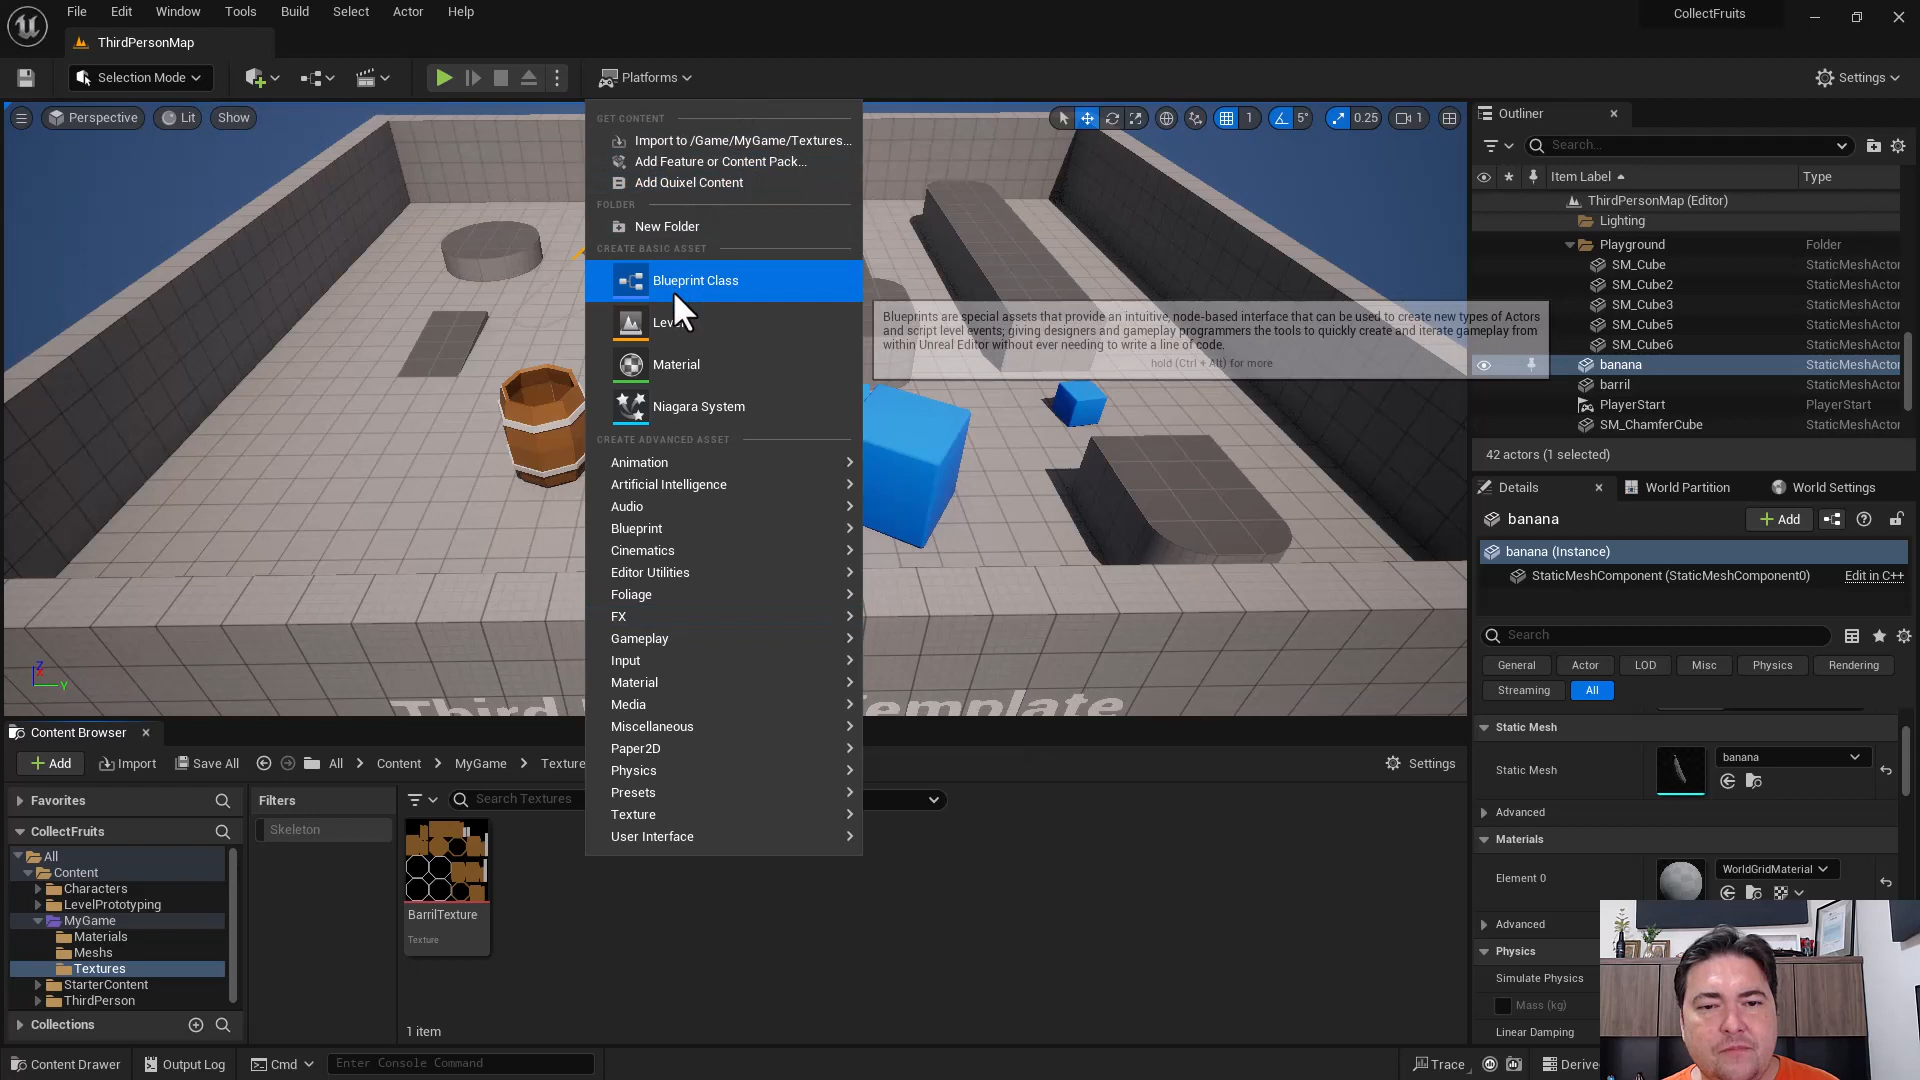 File Edit Window Tools Build Select Actor Help
CollectFruits
ThirdPersonMap
Selection Mode
Platforms
Settings
Perspective
Lit
Show
1
5°
0.25
1
GET CONTENT
Import to /Game/MyGame/Textures...
Add Feature or Content Pack...
Add Quixel Content
FOLDER
New Folder
CREATE BASIC ASSET
Blueprint Class
Level
Material
Niagara System
CREATE ADVANCED ASSET
Animation
Artificial Intelligence
Audio
Blueprint
Cinematics
Editor Utilities
Foliage
FX
Gameplay
Input
Material
Media
Miscellaneous
Paper2D
Physics
Presets
Texture
User Interface
Blueprints are special assets that provide an intuitive, node-based interface that can be used to create new types of Actors
and script level events; giving designers and gameplay programmers the tools to quickly create and iterate gameplay from
within Unreal Editor without ever needing to write a line of code.
hold (Ctrl + Alt) for more
Outliner
Search...
Item Label Type
ThirdPersonMap (Editor)
Lighting
Playground Folder
SM_Cube StaticMeshActor
SM_Cube2 StaticMeshActor
SM_Cube3 StaticMeshActor
SM_Cube5 StaticMeshActor
SM_Cube6 StaticMeshActor
banana StaticMeshActor
barril StaticMeshActor
PlayerStart PlayerStart
SM_ChamferCube StaticMeshActor
42 actors (1 selected)
Details
World Partition
World Settings
banana
Add
banana (Instance)
StaticMeshComponent (StaticMeshComponent0) Edit in C++
Search
General Actor LOD Misc Physics Rendering
Streaming All
Static Mesh
Static Mesh
banana
Advanced
Materials
Element 0
WorldGridMaterial
Advanced
Physics
Simulate Physics
Mass (kg)
Linear Damping
Third
emplate
Content Browser
Add Import Save All All Content MyGame Texture
Settings
Favorites
Filters
Search Textures
CollectFruits
Skeleton
All
Content
Characters
LevelPrototyping
MyGame
Materials
Meshes
Textures
StarterContent
ThirdPerson
Collections
BarrilTexture
Texture
1 item
Content Drawer Output Log Cmd Enter Console Command
Trace
Derive